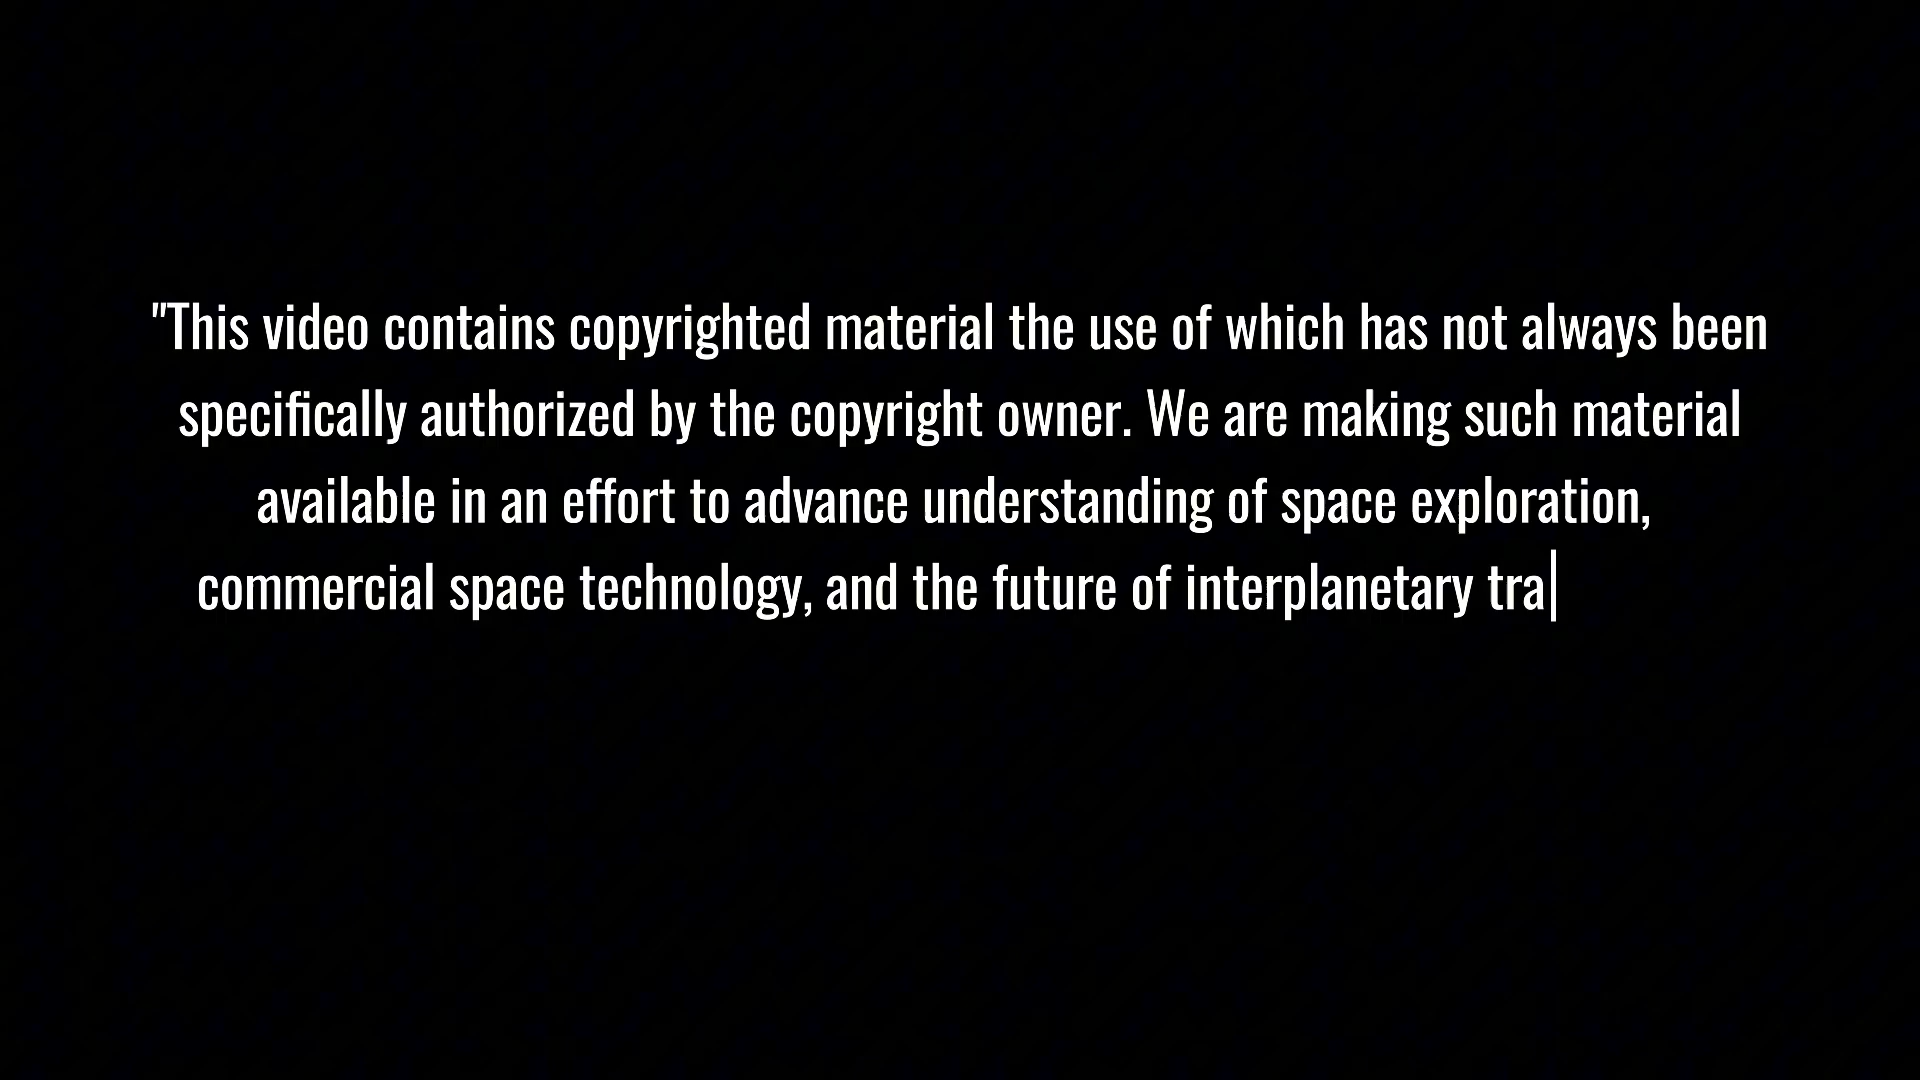 "This video contains copyrighted material the use of which has not always been
specifically authorized by the copyright owner. We are making such material
available in an effort to advance understanding of space exploration,
commercial space technology, and the future of interplanetary tra